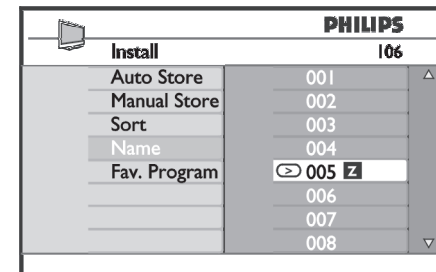 PHILIPS
Install 106
Auto Store 001
Manual Store 002
Sort 003
Name 004
Fav. Program > 005 Z
006
007
008